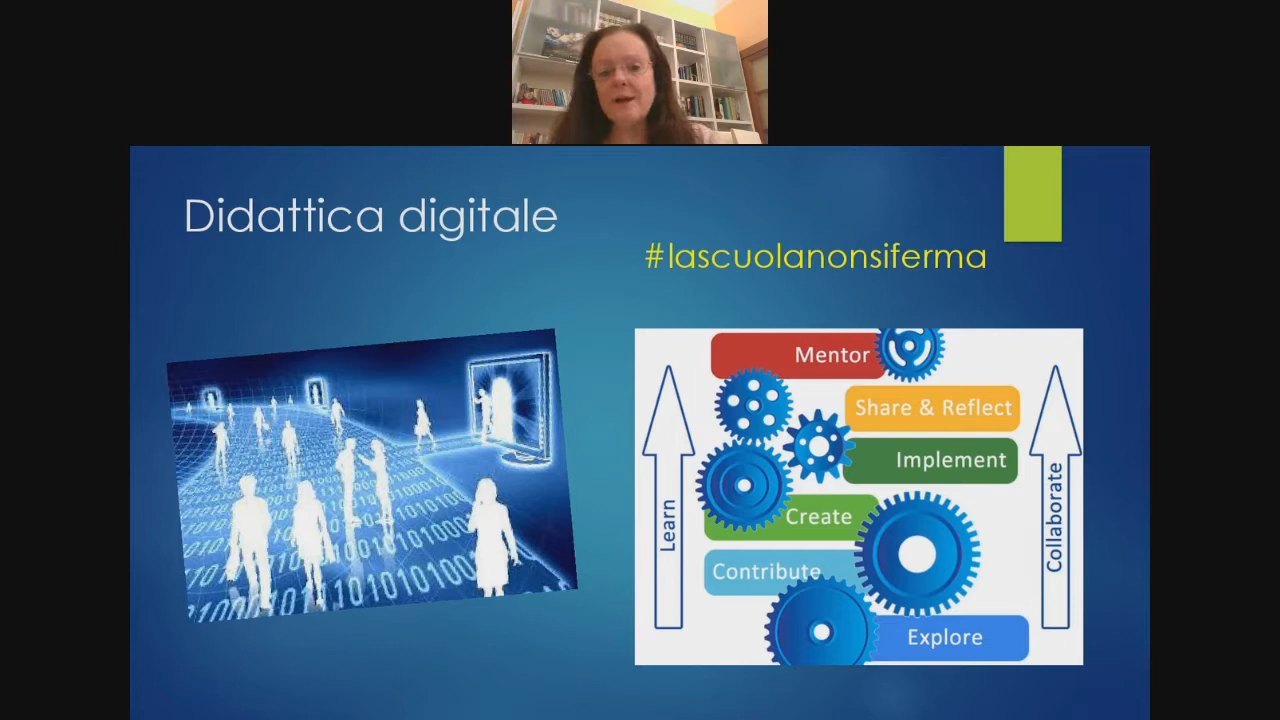 Didattica digitale
#lascuolanonsiferma
Mentor
Share & Reflect
Implement
Create
Contribute
Explore
Learn
Collaborate